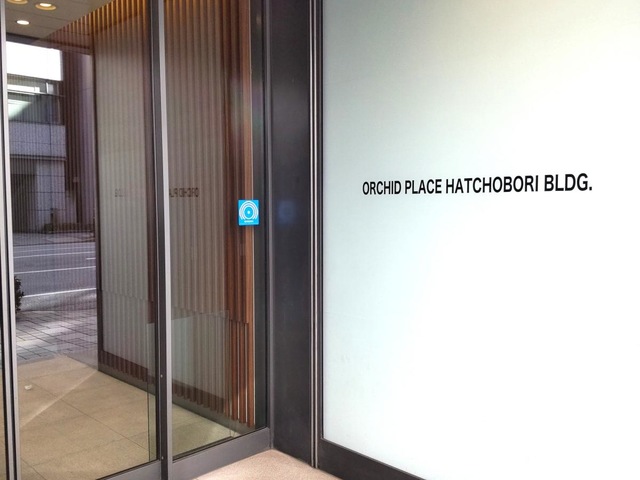 ORCHID PLACE HATCHOBORI BLDG.